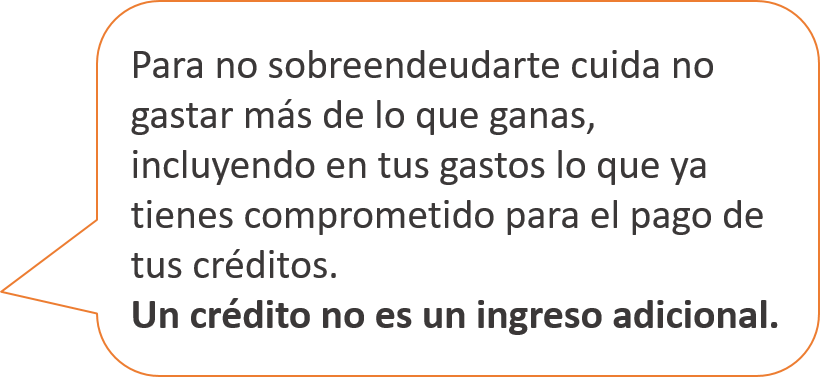 Para no sobreendeudarte cuida no
gastar más de lo que ganas,
incluyendo en tus gastos lo que ya
tienes comprometido para el pago de
tus créditos.
Un crédito no es un ingreso adicional.